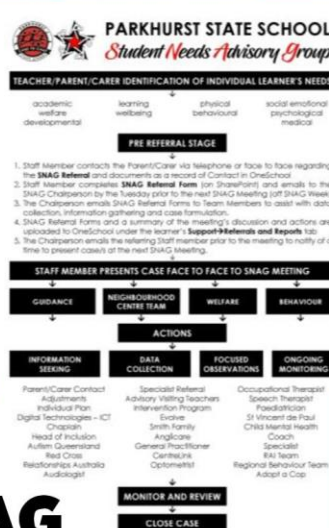 PARKHURST STATE SCHOOL
Student Needs Advisory Group
TEACHER/PARENT/CARER IDENTIFICATION OF INDIVIDUAL LEARNER'S NEEDS
academic learning physical social emotional
welfare wellbeing behavioural psychological
developmental medical
PRE REFERRAL STAGE
1. Staff Member contacts the Parent/Carer via telephone or face to face regarding
the SNAG Referral and documents as a record of Contact in OneSchool
2. Staff Member completes SNAG Referral Form (on SharePoint) and emails to the
SNAG Chairperson by the Tuesday prior to the next SNAG Meeting (off SNAG Week)
3. The Chairperson emails SNAG Referral Forms to Team Members to assist with data
collection, information gathering and case formulation.
4. SNAG Referral Forms and a summary of the meeting's discussion and actions are
uploaded to OneSchool under the learner's Support→Referrals and Reports tab
5. The Chairperson emails the referring Staff member prior to the meeting to notify of a
time to present case/s at the next SNAG Meeting.
STAFF MEMBER PRESENTS CASE FACE TO FACE TO SNAG MEETING
GUIDANCE NEIGHBOURHOOD CENTRE TEAM WELFARE BEHAVIOUR
ACTIONS
INFORMATION SEEKING DATA COLLECTION FOCUSED OBSERVATIONS ONGOING MONITORING
Parent/Carer Contact Specialist Referral Occupational Therapist
Adjustments Advisory Visiting Teachers Speech Therapist
Individual Plan Intervention Program Paediatrician
Digital Technologies – ICT Evolve St Vincent de Paul
Chaplain Smith Family Child Mental Health
Head of Inclusion Anglicare Coach
Autism Queensland General Practitioner Specialist
Red Cross CentreLink RAI Team
Relationships Australia Optometrist Regional Behaviour Team
Audiologist Adopt a Cop
MONITOR AND REVIEW
CLOSE CASE
AG